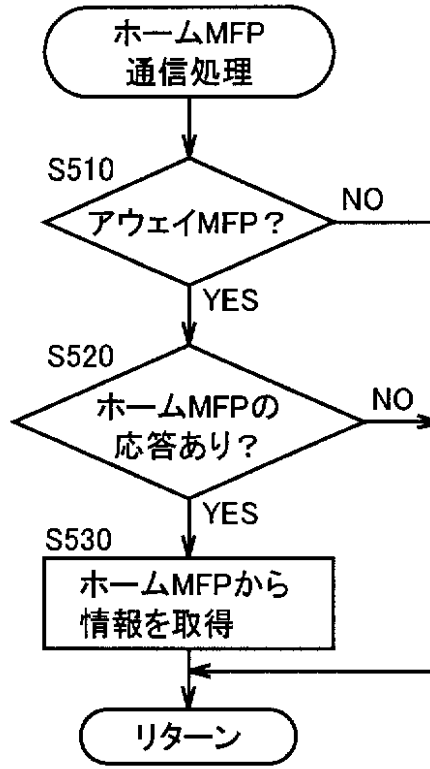 ホームMFP
通信処理
S510
アウェイMFP？
NO
YES
S520
ホームMFPの
応答あり？
NO
YES
S530
ホームMFPから
情報を取得
リターン